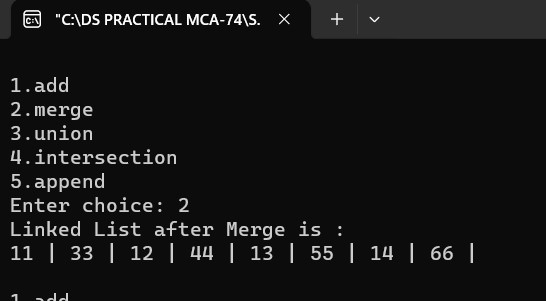 "C:\DS PRACTICAL MCA-74\S.
1.add
2.merge
3.union
4.intersection
5.append
Enter choice: 2
Linked List after Merge is :
11 | 33 | 12 | 44 | 13 | 55 | 14 | 66 |
1.add